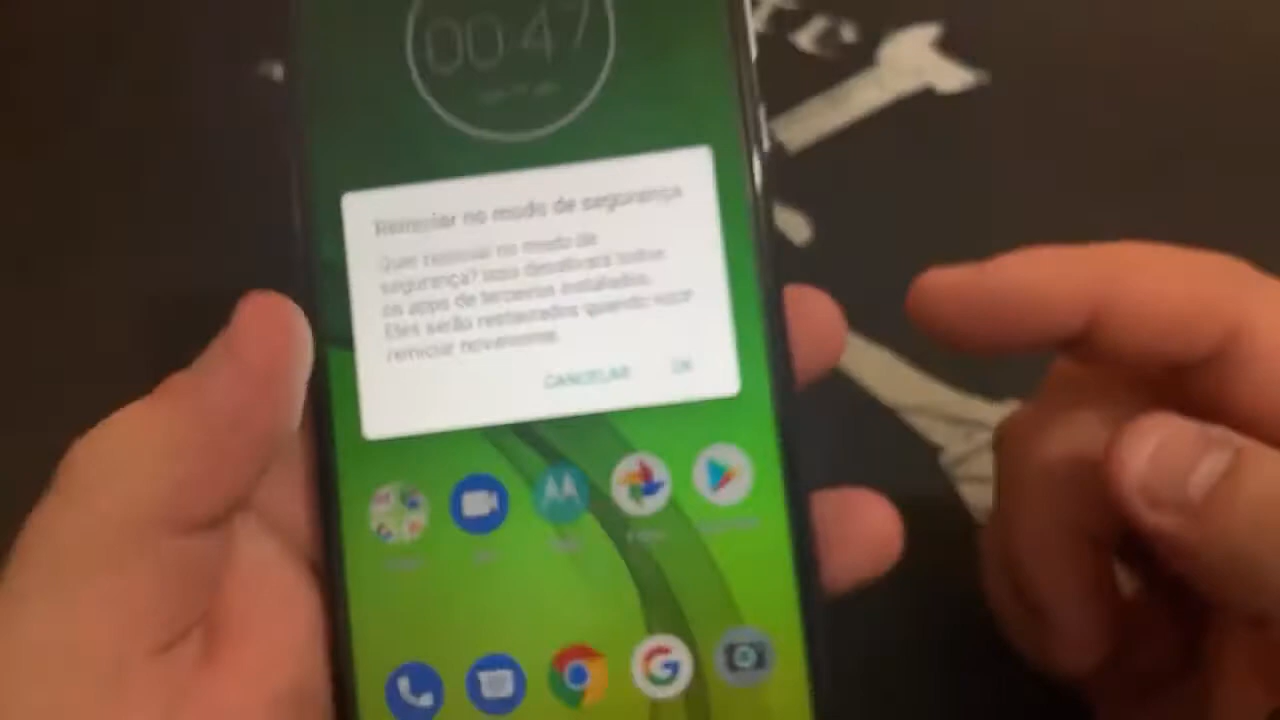 00:47
Reiniciar no modo de segurança
Quer reiniciar no modo de
segurança? Isso desativará todos
os apps de terceiros instalados.
Eles serão restaurados quando você
reiniciar novamente.
CANCELAR OK